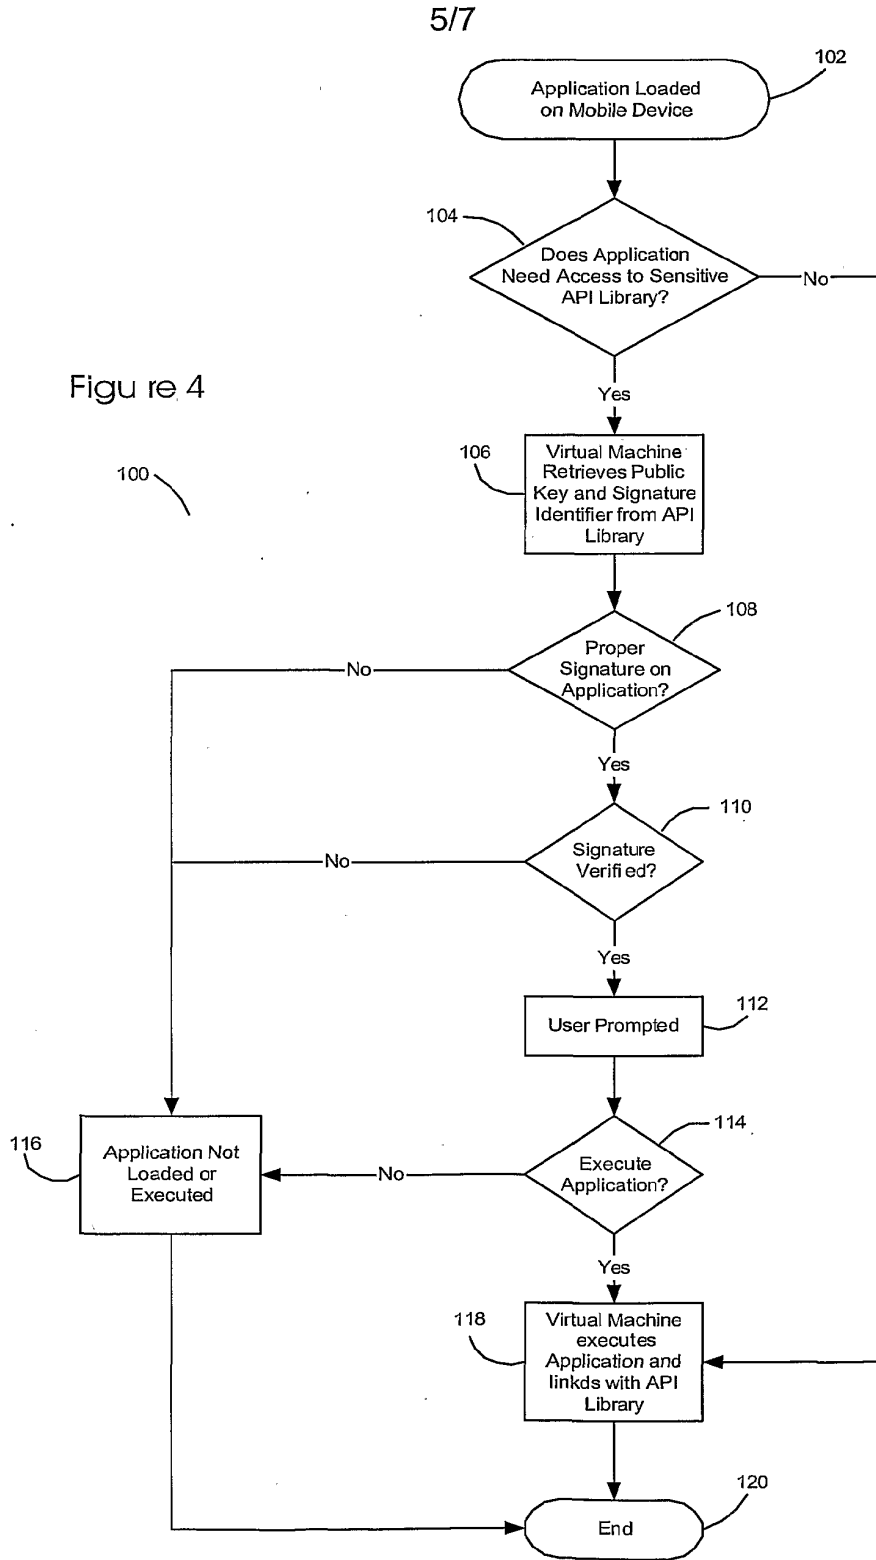 5/7
Application Loaded
on Mobile Device
102
104
Does Application
Need Access to Sensitive
API Library?
No
Yes
Figu re 4
100
106
Virtual Machine
Retrieves Public
Key and Signature
Identifier from API
Library
108
Proper
Signature on
Application?
No
Yes
110
Signature
Verified?
No
Yes
112
User Prompted
114
Execute
Application?
No
116
Application Not
Loaded or
Executed
Yes
118
Virtual Machine
executes
Application and
linkds with API
Library
120
End